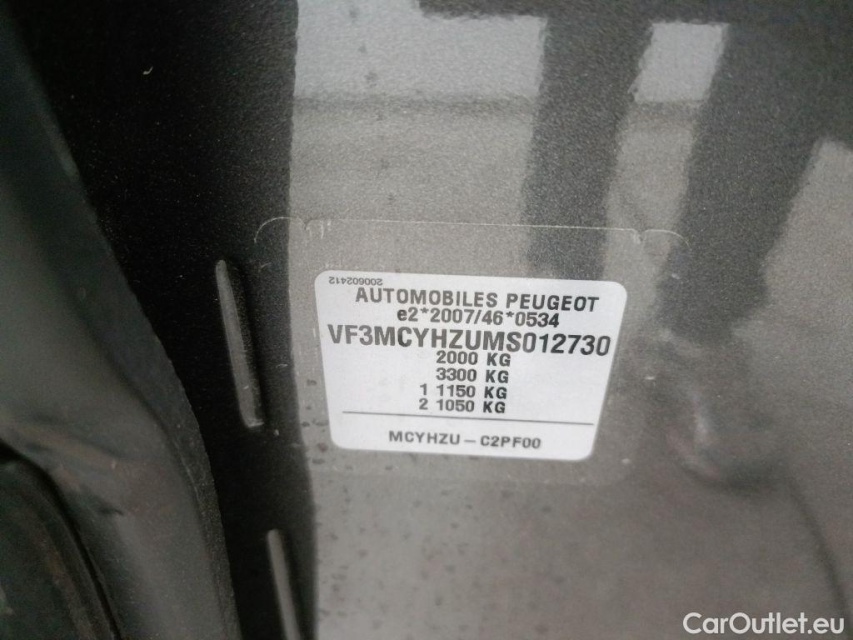 200602412
AUTOMOBILES PEUGEOT
e2*2007/46*0534
VF3MCYHZUMS012730
2000 KG
3300 KG
1 1150 KG
2 1050 KG
MCYHZU - C2PF00
CarOutlet.eu